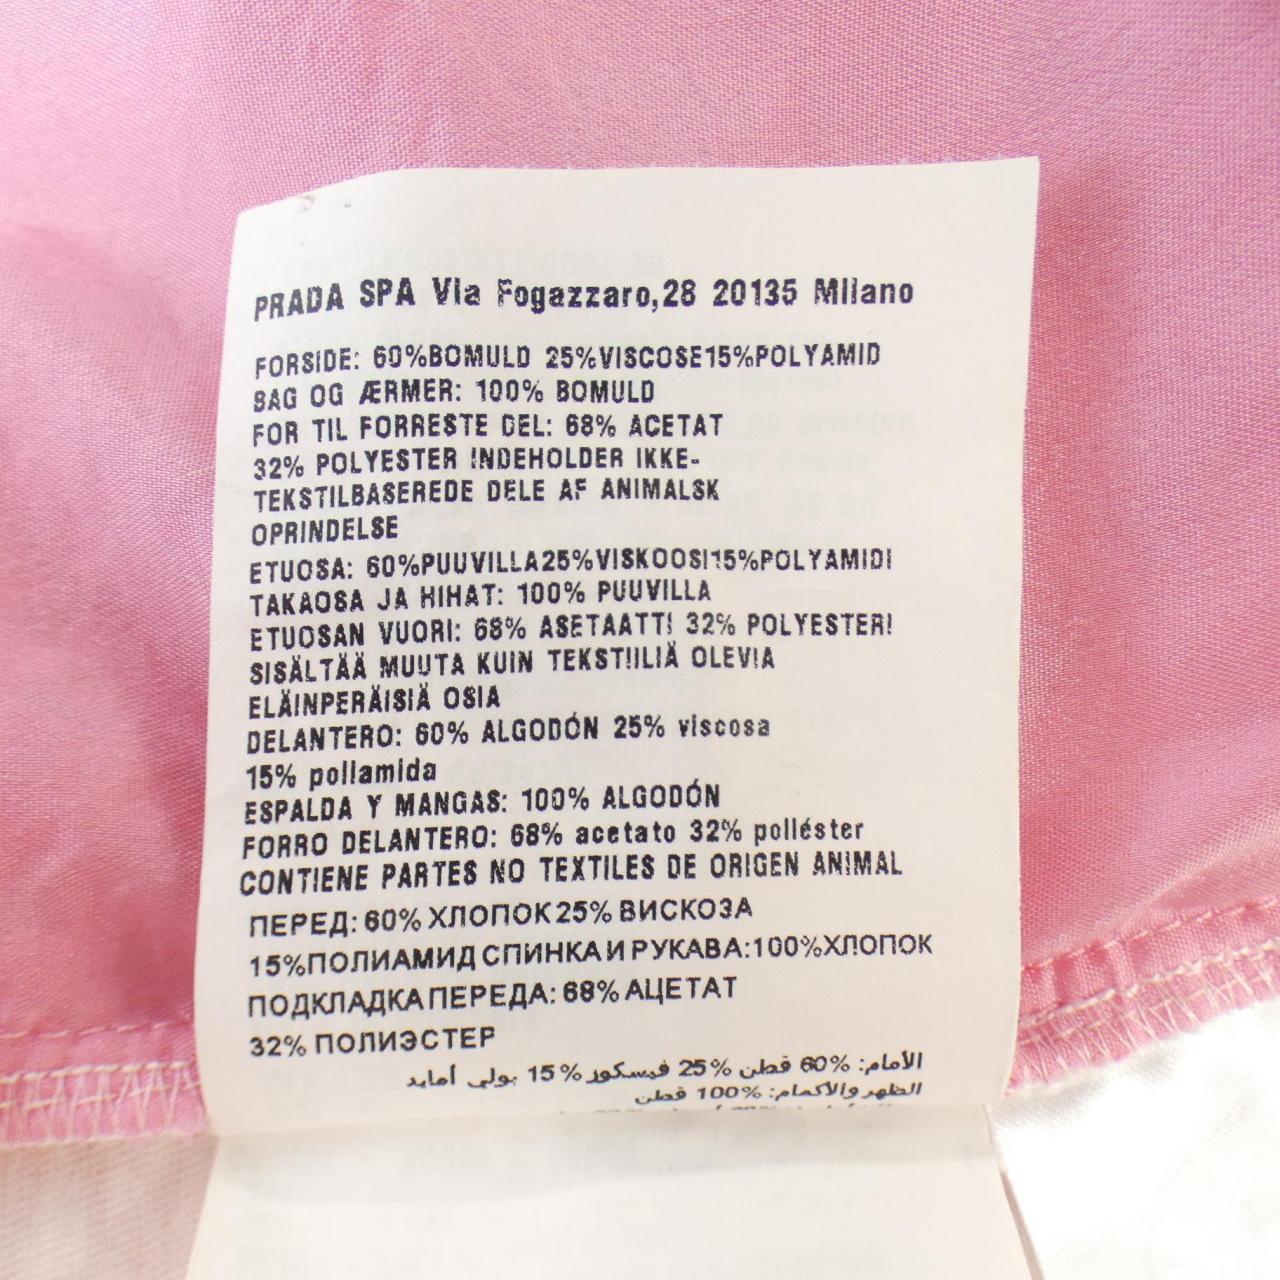 PRADA SPA Via Fogazzaro,28 20135 Milano
FORSIDE: 60%BOMULD 25%VISCOSE15%POLYAMID
BAG OG ÆRMER: 100% BOMULD
FOR TIL FORRESTE DEL: 68% ACETAT
32% POLYESTER INDEHOLDER IKKE-
TEKSTILBASEREDE DELE AF ANIMALSK
OPRINDELSE
ETUOSA: 60%PUUVILLA25%VISKOOSI15%POLYAMIDI
TAKAOSA JA HIHAT: 100% PUUVILLA
ETUOSAN VUORI: 68% ASETAATTI 32% POLYESTERI
SISÄLTÄÄ MUUTA KUIN TEKSTIILIÄ OLEVIA
ELÄINPERÄISIÄ OSIA
DELANTERO: 60% ALGODÓN 25% viscosa
15% poliamida
ESPALDA Y MANGAS: 100% ALGODÓN
FORRO DELANTERO: 68% acetato 32% poliéster
CONTIENE PARTES NO TEXTILES DE ORIGEN ANIMAL
ПЕРЕД: 60% ХЛОПОК 25% ВИСКОЗА
15%ПОЛИАМИД СПИНКА И РУКАВА:100%ХЛОПОК
ПОДКЛАДКА ПЕРЕДА: 68% АЦЕТАТ
32% ПОЛИЭСТЕР
الأمام: %60 قطن %25 فيسكوز %15 بولي أمايد
الظهر والأكمام: %100 قطن